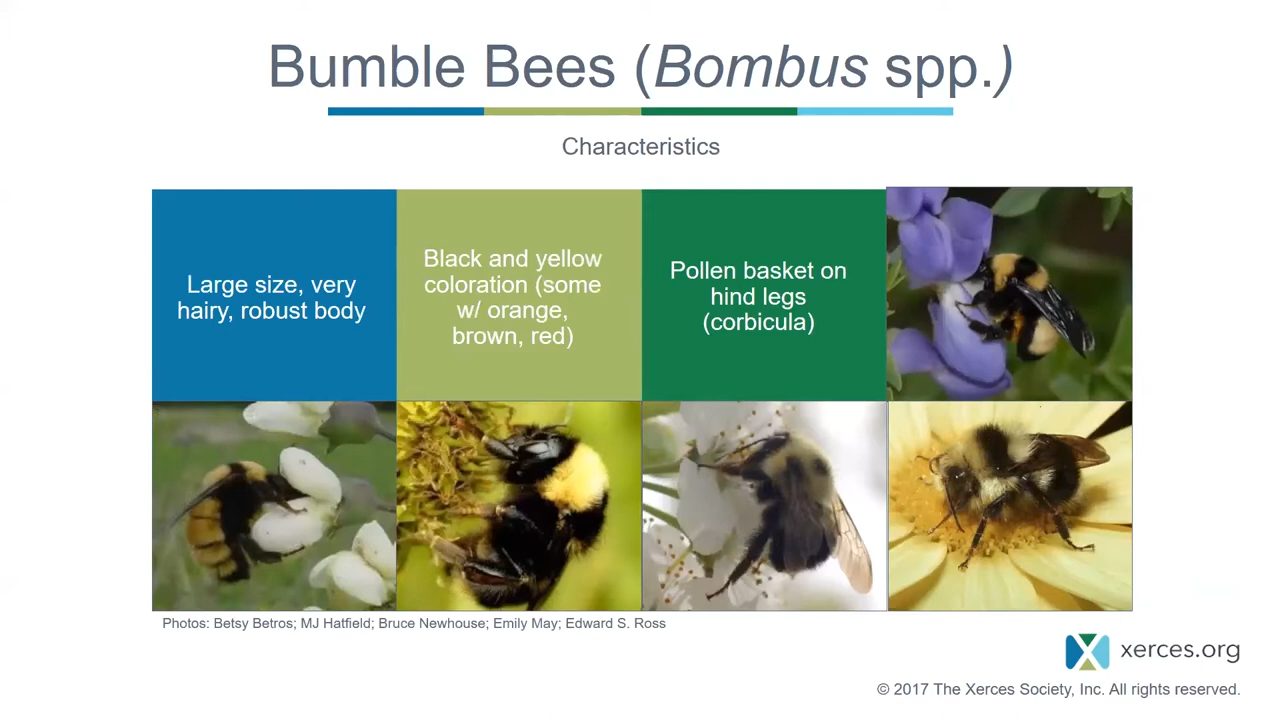 Bumble Bees (Bombus spp.)
Characteristics
Large size, very
hairy, robust body
Black and yellow
coloration (some
w/ orange,
brown, red)
Pollen basket on
hind legs
(corbicula)
Photos: Betsy Betros; MJ Hatfield; Bruce Newhouse; Emily May; Edward S. Ross
xerces.org
© 2017 The Xerces Society, Inc. All rights reserved.